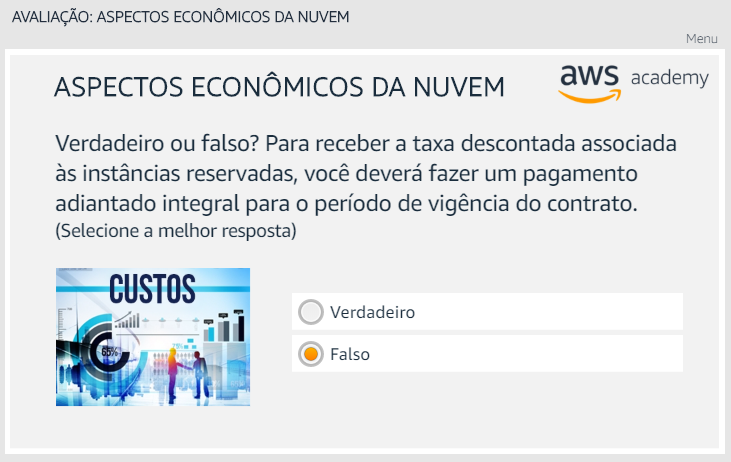 AVALIAÇÃO: ASPECTOS ECONÔMICOS DA NUVEM
Menu
ASPECTOS ECONÔMICOS DA NUVEM
aws academy
Verdadeiro ou falso? Para receber a taxa descontada associada
às instâncias reservadas, você deverá fazer um pagamento
adiantado integral para o período de vigência do contrato.
(Selecione a melhor resposta)
CUSTOS
65%
Verdadeiro
Falso